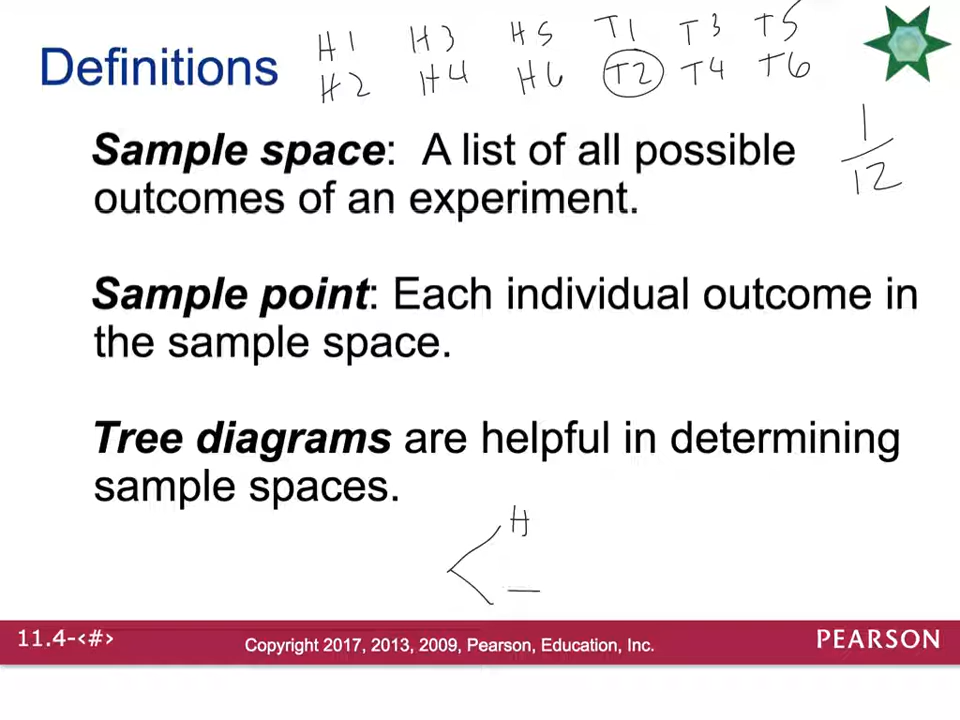 Definitions
H1 H3 H5 T1 T3 T5
H2 H4 H6 T2 T4 T6
Sample space: A list of all possible
outcomes of an experiment.
1
12
Sample point: Each individual outcome in
the sample space.
Tree diagrams are helpful in determining
sample spaces.
H
11.4-<#>
Copyright 2017, 2013, 2009, Pearson, Education, Inc.
PEARSON